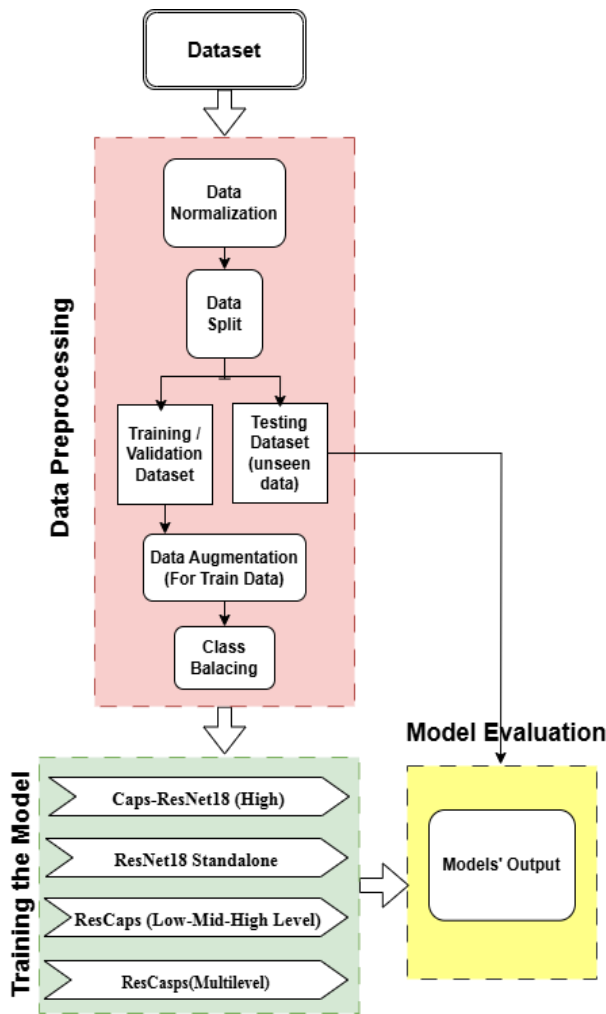 Dataset
Data Preprocessing
Data
Normalization
Data
Split
Training /
Validation
Dataset
Testing
Dataset
(unseen
data)
Data Augmentation
(For Train Data)
Class
Balacing
Training the Model
Caps-ResNet18 (High)
ResNet18 Standalone
ResCaps (Low-Mid-High Level)
ResCasps(Multilevel)
Model Evaluation
Models' Output